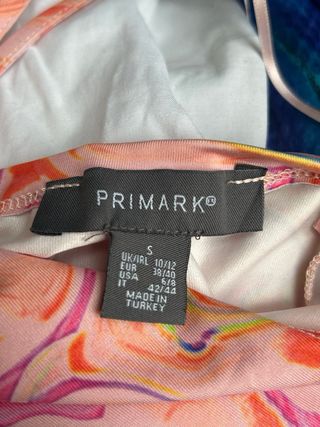 PRIMARK®
S
UK/IRL 10/12
EUR 38/40
USA 6/8
IT 42/44
MADE IN
TURKEY